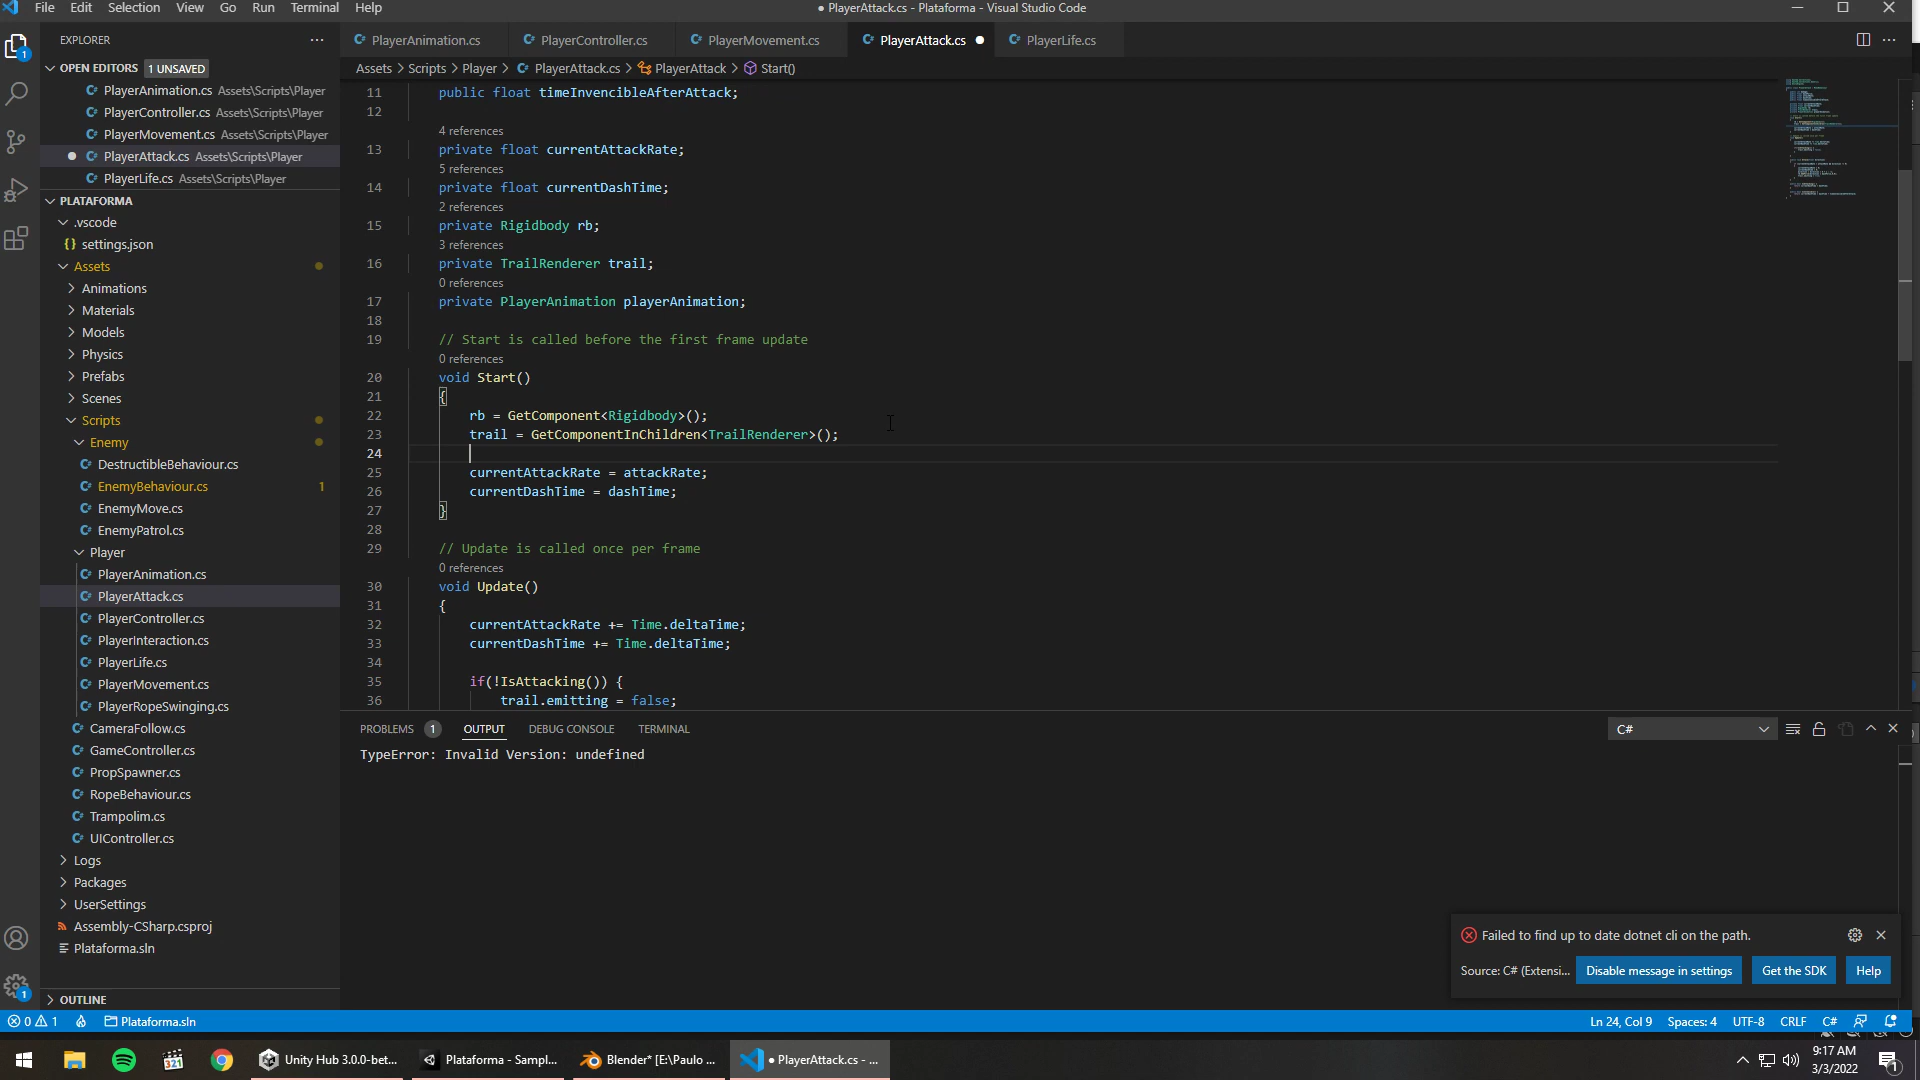 File Edit Selection View Go Run Terminal Help
● PlayerAttack.cs - Plataforma - Visual Studio Code
EXPLORER
OPEN EDITORS 1 UNSAVED
PlayerAnimation.cs Assets\Scripts\Player
PlayerController.cs Assets\Scripts\Player
PlayerMovement.cs Assets\Scripts\Player
PlayerAttack.cs Assets\Scripts\Player
PlayerLife.cs Assets\Scripts\Player
PLATAFORMA
.vscode
settings.json
Assets
Animations
Materials
Models
Physics
Prefabs
Scenes
Scripts
Enemy
DestructibleBehaviour.cs
EnemyBehaviour.cs 1
EnemyMove.cs
EnemyPatrol.cs
Player
PlayerAnimation.cs
PlayerAttack.cs
PlayerController.cs
PlayerInteraction.cs
PlayerLife.cs
PlayerMovement.cs
PlayerRopeSwinging.cs
CameraFollow.cs
GameController.cs
PropSpawner.cs
RopeBehaviour.cs
Trampolim.cs
UIController.cs
Logs
Packages
UserSettings
Assembly-CSharp.csproj
Plataforma.sln
OUTLINE
PlayerAnimation.cs PlayerController.cs PlayerMovement.cs PlayerAttack.cs ● PlayerLife.cs
Assets > Scripts > Player > PlayerAttack.cs > PlayerAttack > Start()
11 public float timeInvencibleAfterAttack;
12
4 references
13 private float currentAttackRate;
5 references
14 private float currentDashTime;
2 references
15 private Rigidbody rb;
3 references
16 private TrailRenderer trail;
0 references
17 private PlayerAnimation playerAnimation;
18
19 // Start is called before the first frame update
0 references
20 void Start()
21 {
22 rb = GetComponent<Rigidbody>();
23 trail = GetComponentInChildren<TrailRenderer>();
24
25 currentAttackRate = attackRate;
26 currentDashTime = dashTime;
27 }
28
29 // Update is called once per frame
0 references
30 void Update()
31 {
32 currentAttackRate += Time.deltaTime;
33 currentDashTime += Time.deltaTime;
34
35 if(!IsAttacking()) {
36 trail.emitting = false;
PROBLEMS 1 OUTPUT DEBUG CONSOLE TERMINAL
C#
TypeError: Invalid Version: undefined
Failed to find up to date dotnet cli on the path.
Source: C# (Extensi... Disable message in settings Get the SDK Help
0 1 Plataforma.sln
Ln 24, Col 9 Spaces: 4 UTF-8 CRLF C#
Unity Hub 3.0.0-bet... Plataforma - Sampl... Blender* [E:\Paulo ... ● PlayerAttack.cs - ...
9:17 AM
3/3/2022